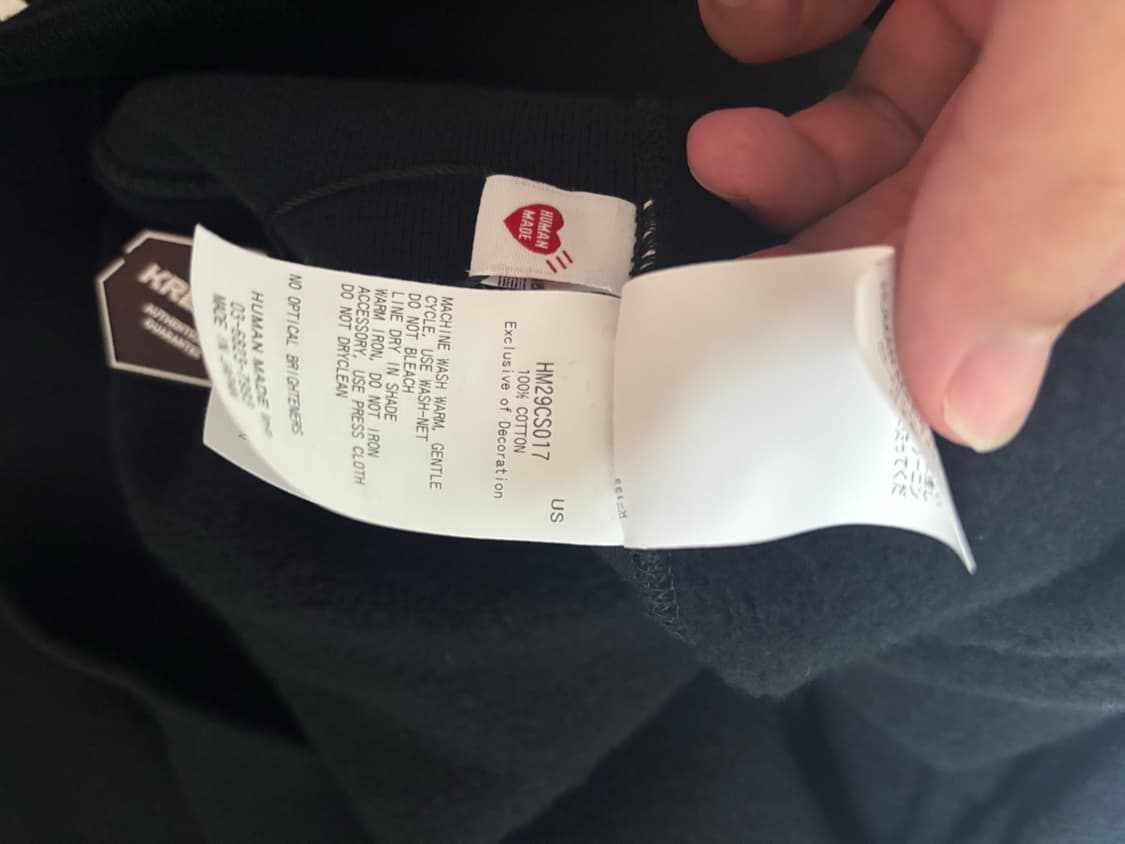 HUMAN
MADE
HM29CS017
US
100% COTTON
Exclusive of Decoration
MACHINE WASH WARM, GENTLE
CYCLE, USE WASH-NET
DO NOT BLEACH
LINE DRY IN SHADE
WARM IRON, DO NOT IRON
ACCESSORY, USE PRESS CLOTH
DO NOT DRYCLEAN
NO OPTICAL BRIGHTENERS
HUMAN MADE
MADE IN JAPAN